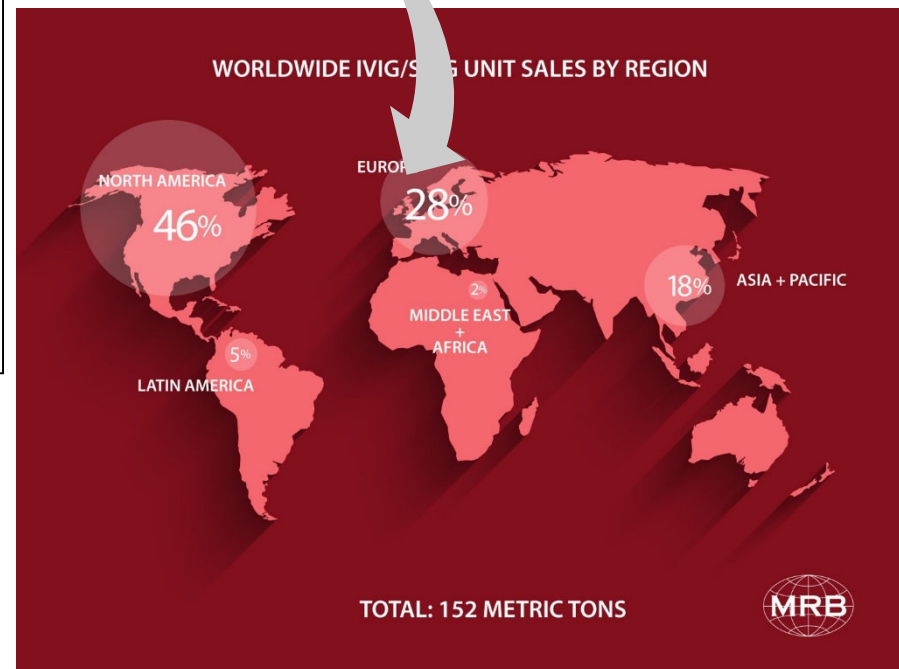 WORLDWIDE IVIG/S G UNIT SALES BY REGION
NORTH AMERICA
46%
EUROP
28%
18%
ASIA + PACIFIC
2%
MIDDLE EAST
+
AFRICA
5%
LATIN AMERICA
TOTAL: 152 METRIC TONS
MRB